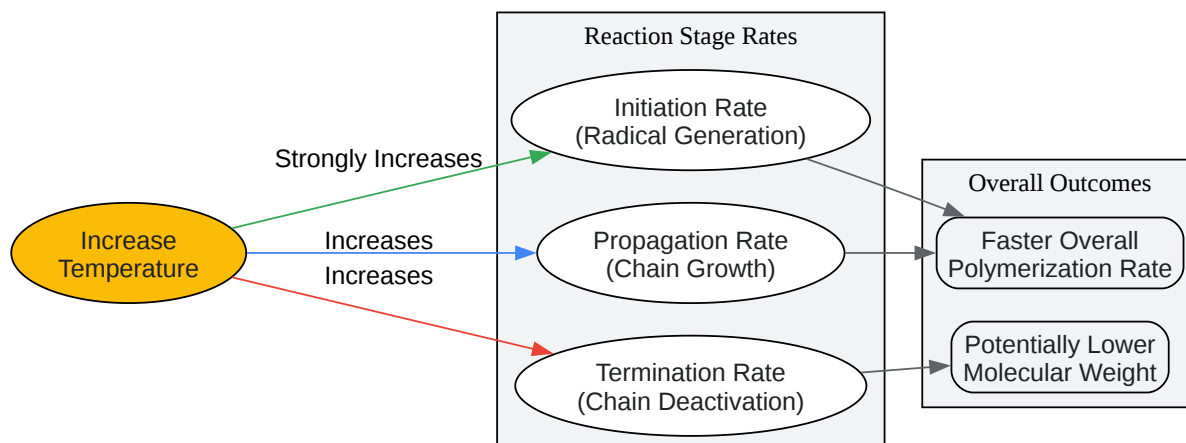 Reaction Stage Rates
Initiation Rate
(Radical Generation)
Strongly Increases
Overall Outcomes
Increase
Temperature
Increases
Propagation Rate
(Chain Growth)
Faster Overall
Polymerization Rate
Increases
Termination Rate
(Chain Deactivation)
Potentially Lower
Molecular Weight